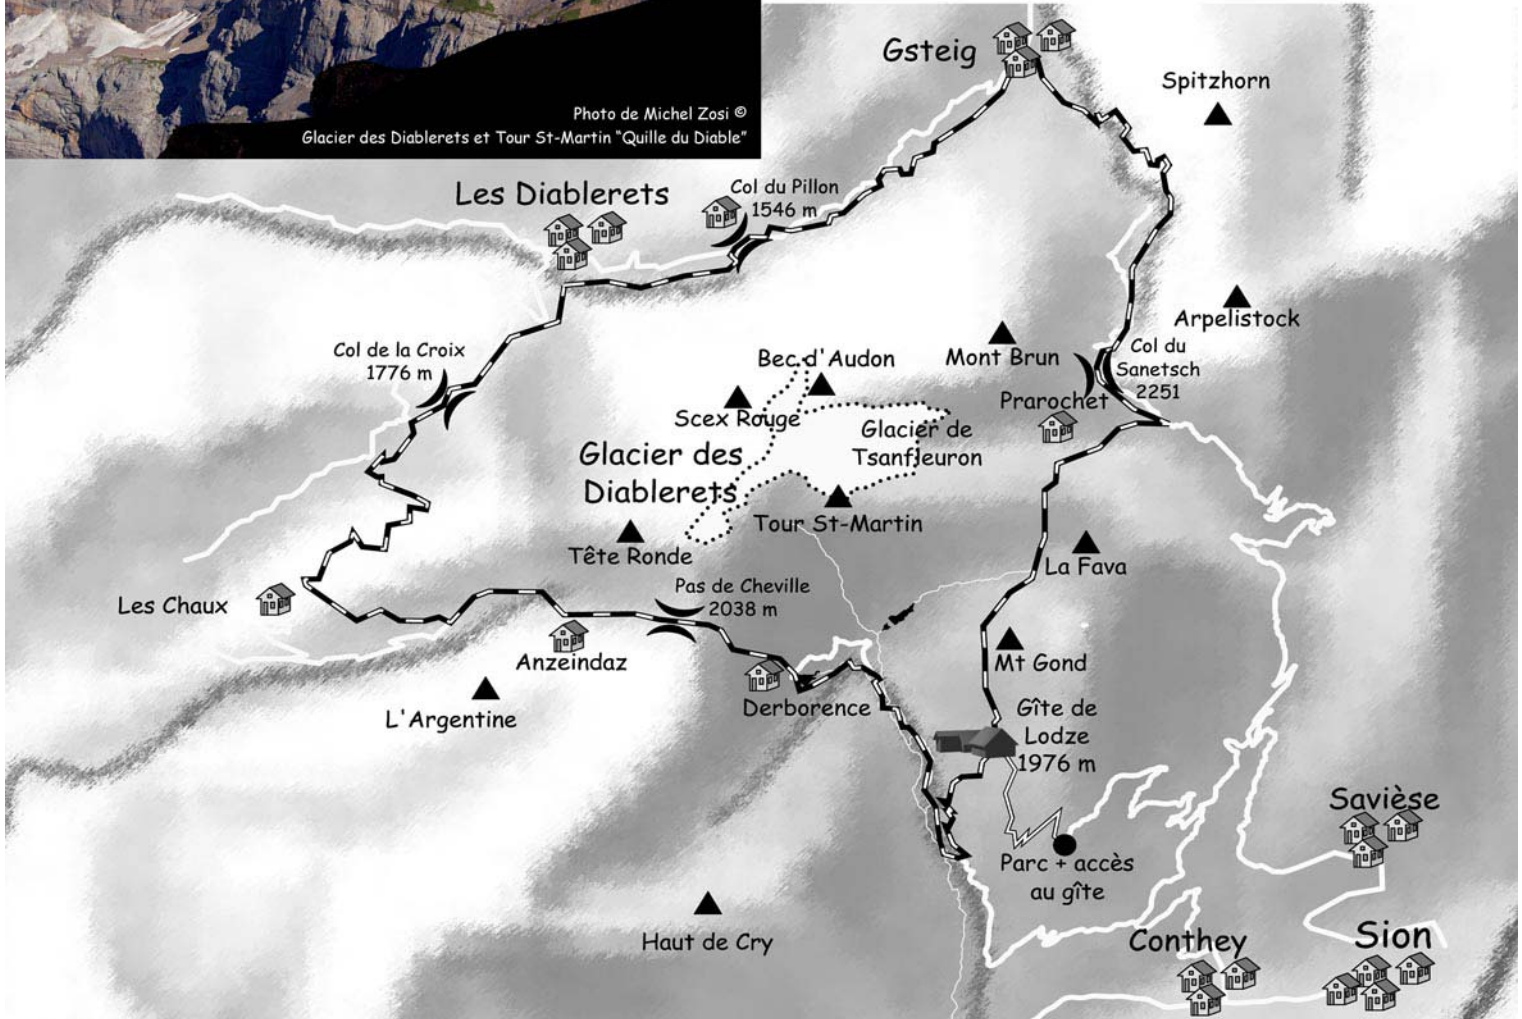 Photo de Michel Zosi ©
Glacier des Diablerets et Tour St-Martin "Quille du Diable"
Gsteig
Spitzhorn
Les Diablerets
Col du Pillon
1546 m
Arpelistock
Col de la Croix
1776 m
Bec d'Audon
Mont Brun
Col du
Sanetsch
2251
Scex Rouge
Prarochet
Glacier de
Tsanfleuron
Glacier des
Diablerets
Tour St-Martin
Tête Ronde
La Fava
Pas de Cheville
2038 m
Les Chaux
Anzeindaz
Mt Gond
L'Argentine
Derborence
Gîte de
Lodze
1976 m
Savièse
Parc + accès
au gîte
Haut de Cry
Conthey
Sion